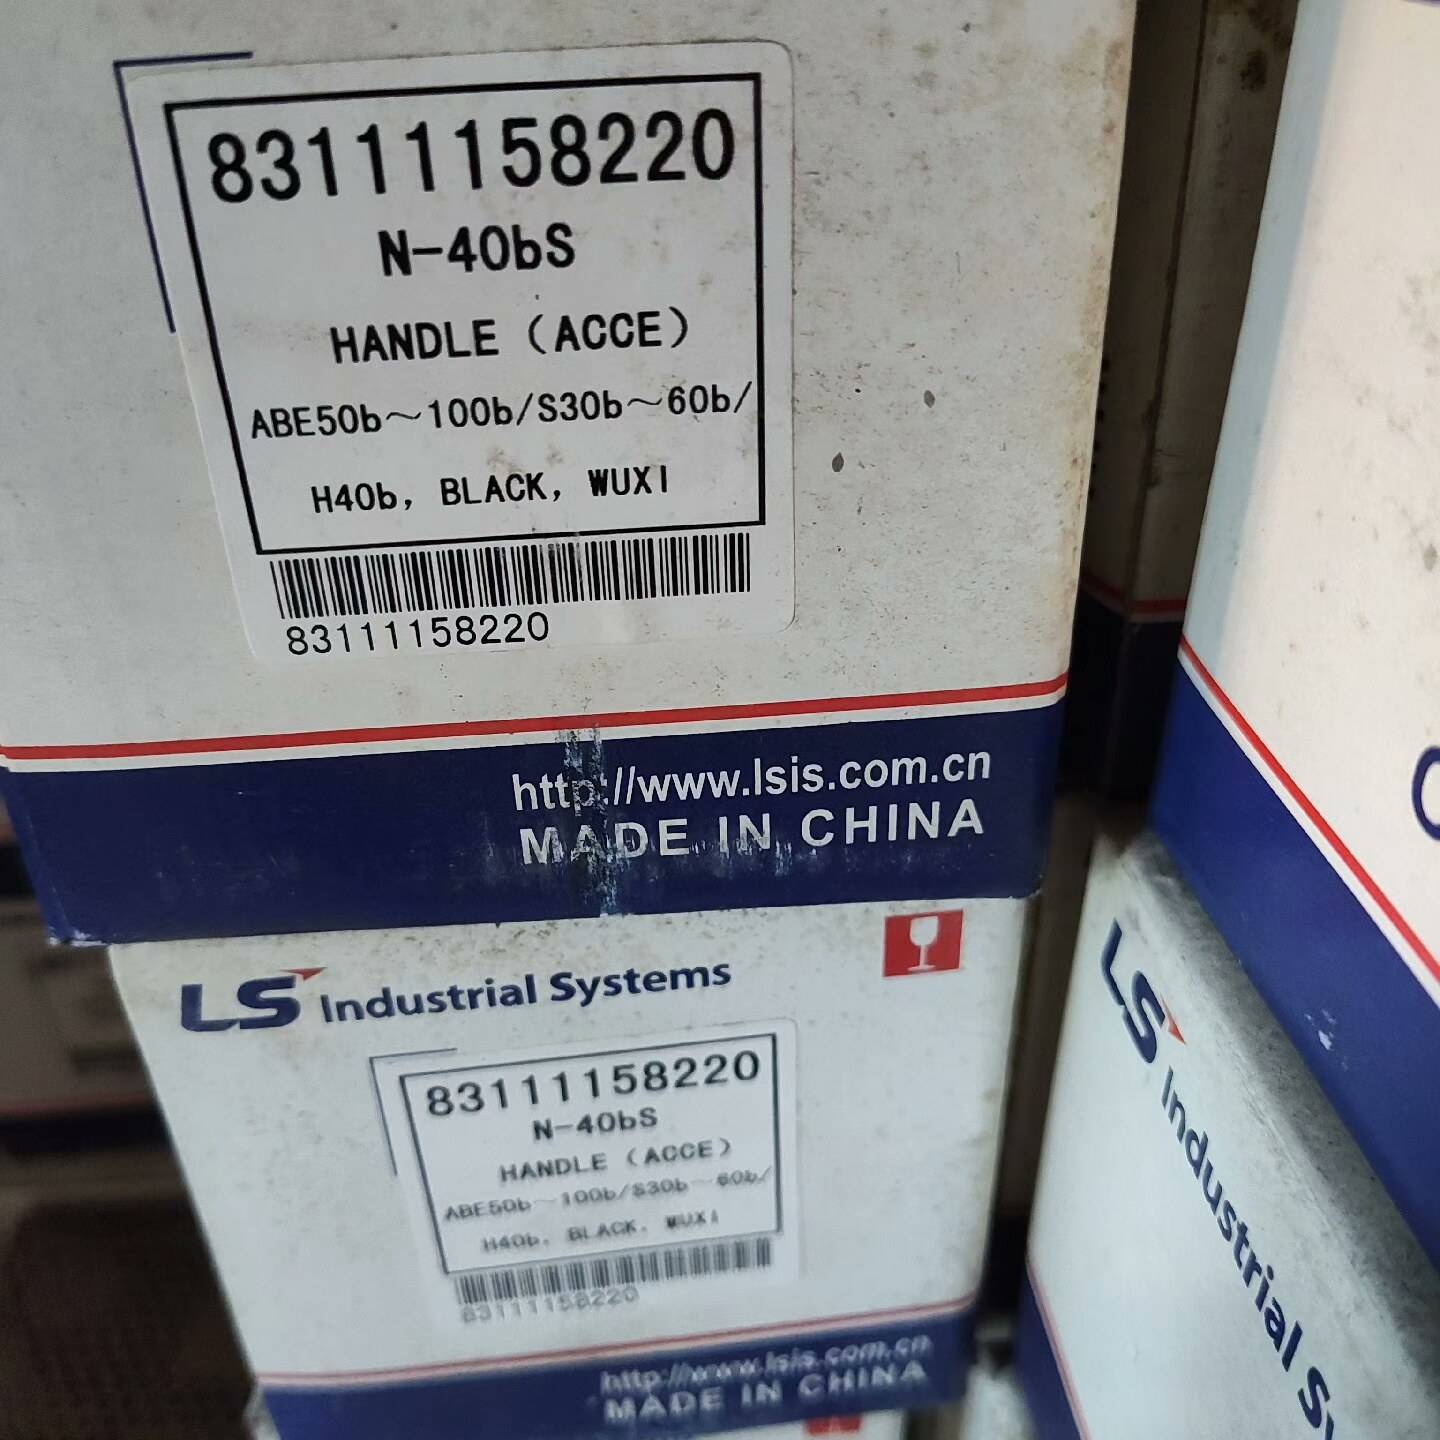 83111158220
N-40bS
HANDLE (ACCE)
ABE50b～100b/S30b～60b/
H40b, BLACK, WUXI
83111158220
http://www.lsis.com.cn
MADE IN CHINA
LS Industrial Systems
83111158220
N-40bS
HANDLE (ACCE)
ABE50b～100b/S30b～60b/
H40b, BLACK, WUXI
83111158220
http://www.lsis.com.cn
MADE IN CHINA
LS Industrial Sy